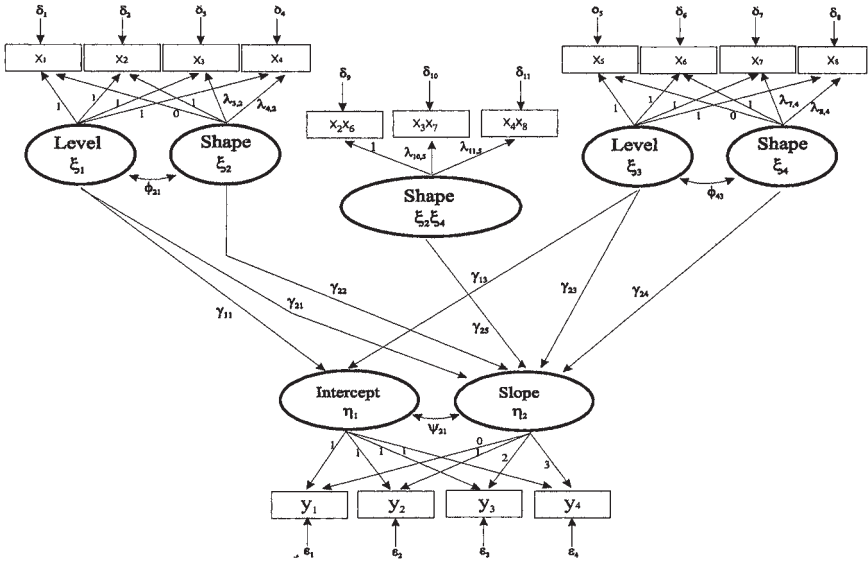 δ₁ δ₂ δ₃ δ₄ δ₅ δ₆ δ₇ δ₈
x₁ x₂ x₃ x₄ x₅ x₆ x₇ x₈
δ₉ δ₁₀ δ₁₁
x₂x₆ x₃x₇ x₄x₈
1 1 1 1 0 1 λ₃,₂ λ₄,₂
1 λ₁₀,₅ λ₁₁,₅
1 1 1 1 0 1 λ₇,₄ λ₈,₄
Level Shape Level Shape
ξ₁ ξ₂ ξ₃ ξ₄
φ₂₁ φ₄₃
Shape
ξ₂ξ₄
γ₁₁ γ₂₁ γ₂₂ γ₁₃ γ₂₅ γ₂₃ γ₂₄
Intercept Slope
η₁ η₂
ψ₂₁
1 1 1 1 0 1 2 3
y₁ y₂ y₃ y₄
ε₁ ε₂ ε₃ ε₄